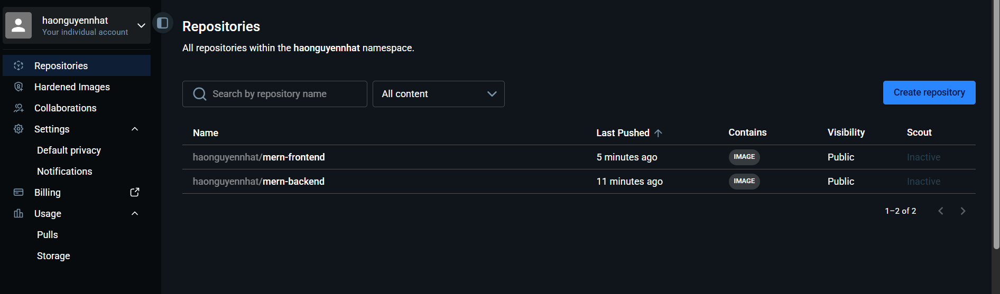 haonguyennhat
Your individual account
Repositories
Hardened Images
Collaborations
Settings
Default privacy
Notifications
Billing
Usage
Pulls
Storage
Repositories
All repositories within the haonguyennhat namespace.
Search by repository name
All content
Create repository
Name Last Pushed Contains Visibility Scout
haonguyennhat/mern-frontend 5 minutes ago IMAGE Public Inactive
haonguyennhat/mern-backend 11 minutes ago IMAGE Public Inactive
1–2 of 2